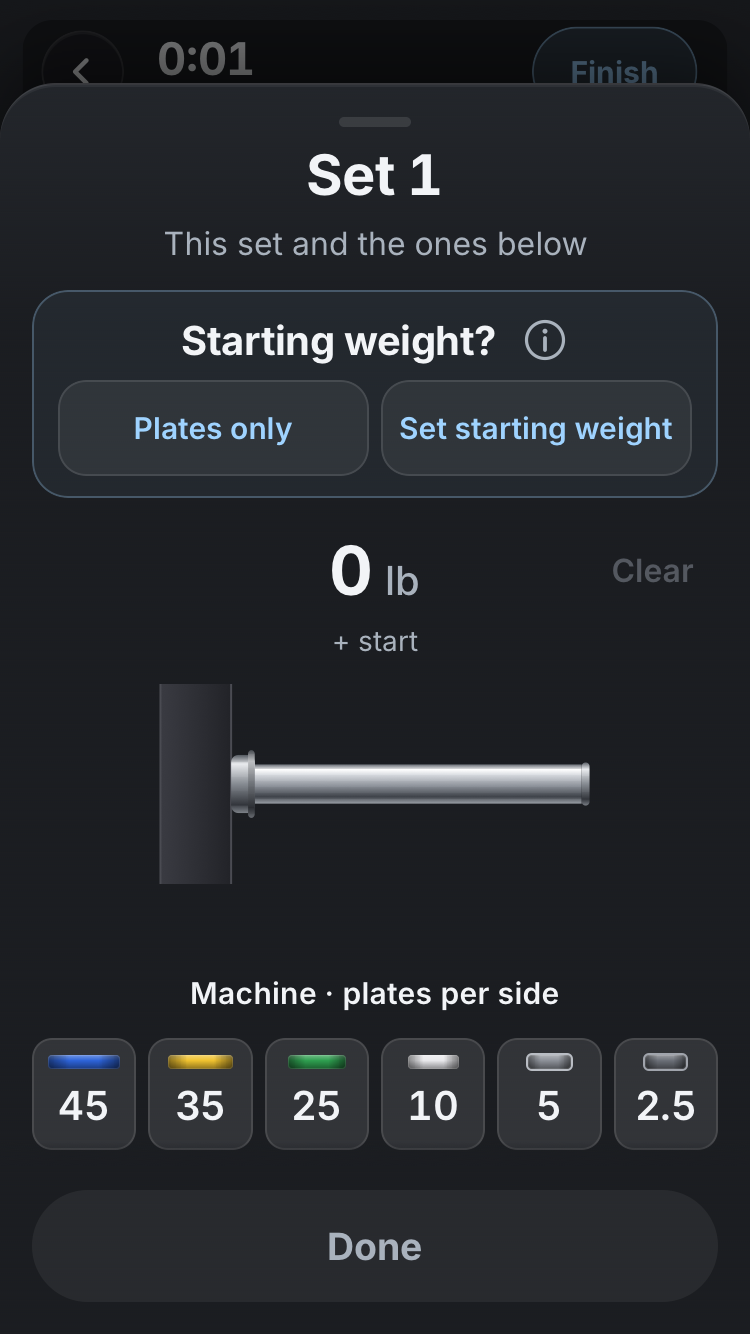 0:01
Finish
Set 1
This set and the ones below
Starting weight?
Plates only
Set starting weight
0 lb
Clear
+ start
Machine · plates per side
45
35
25
10
5
2.5
Done